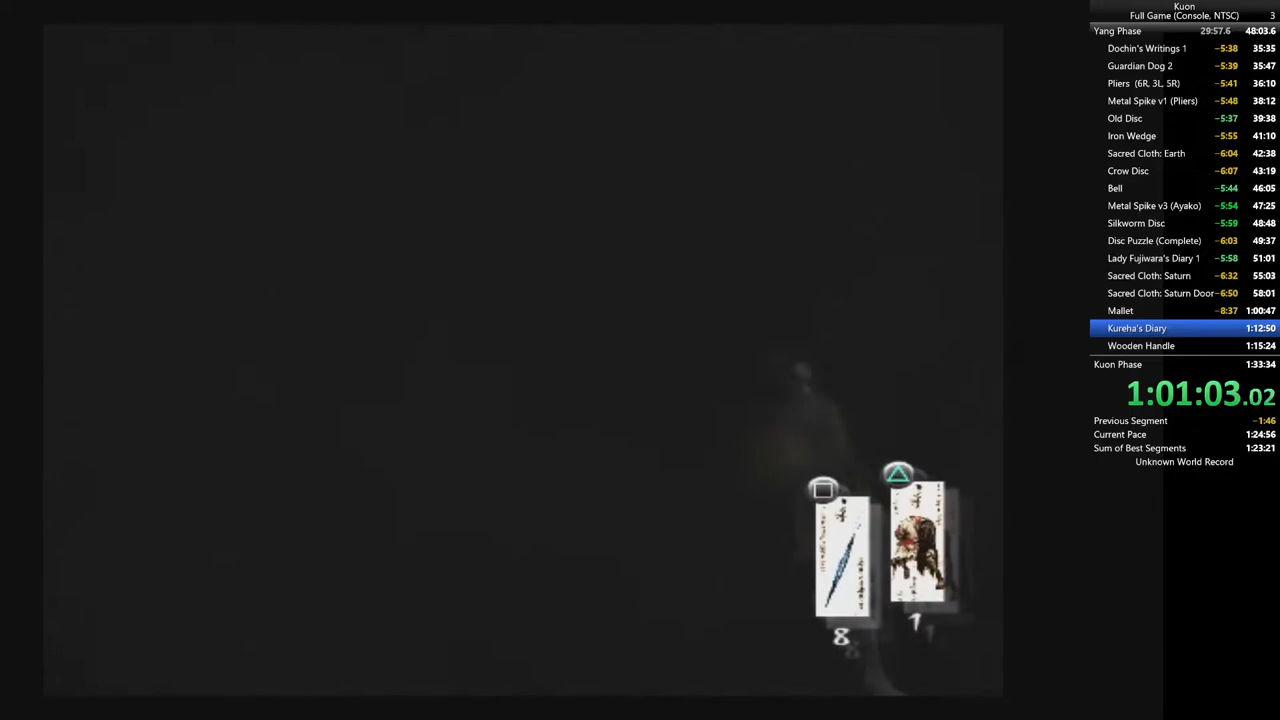 Kuon
Full Game (Console, NTSC) 3
Yang Phase 29:57.6 48:03.6
Dochin's Writings 1 −5:38 35:35
Guardian Dog 2 −5:39 35:47
Pliers (6R, 3L, 5R) −5:41 36:10
Metal Spike v1 (Pliers) −5:48 38:12
Old Disc −5:37 39:38
Iron Wedge −5:55 41:10
Sacred Cloth: Earth −6:04 42:38
Crow Disc −6:07 43:19
Bell −5:44 46:05
Metal Spike v3 (Ayako) −5:54 47:25
Silkworm Disc −5:59 48:48
Disc Puzzle (Complete) −6:03 49:37
Lady Fujiwara's Diary 1 −5:58 51:01
Sacred Cloth: Saturn −6:32 55:03
Sacred Cloth: Saturn Door −6:50 58:01
Mallet −8:37 1:00:47
Kureha's Diary 1:12:50
Wooden Handle 1:15:24
Kuon Phase 1:33:34
1:01:03.02
Previous Segment −1:46
Current Pace 1:24:56
Sum of Best Segments 1:23:21
Unknown World Record
8 1